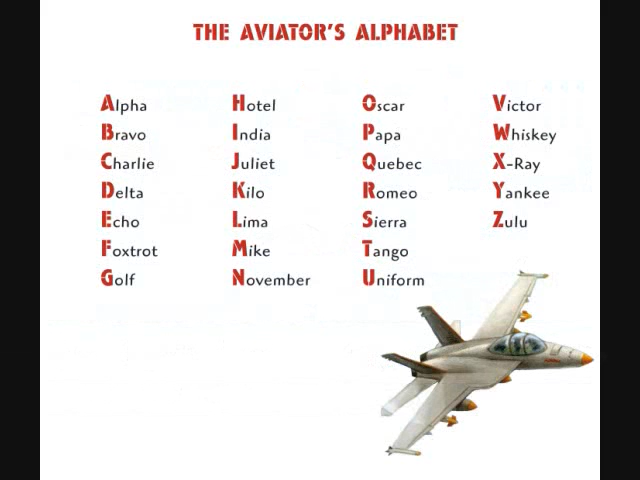 THE AVIATOR'S ALPHABET
Alpha
Bravo
Charlie
Delta
Echo
Foxtrot
Golf
Hotel
India
Juliet
Kilo
Lima
Mike
November
Oscar
Papa
Quebec
Romeo
Sierra
Tango
Uniform
Victor
Whiskey
X-Ray
Yankee
Zulu